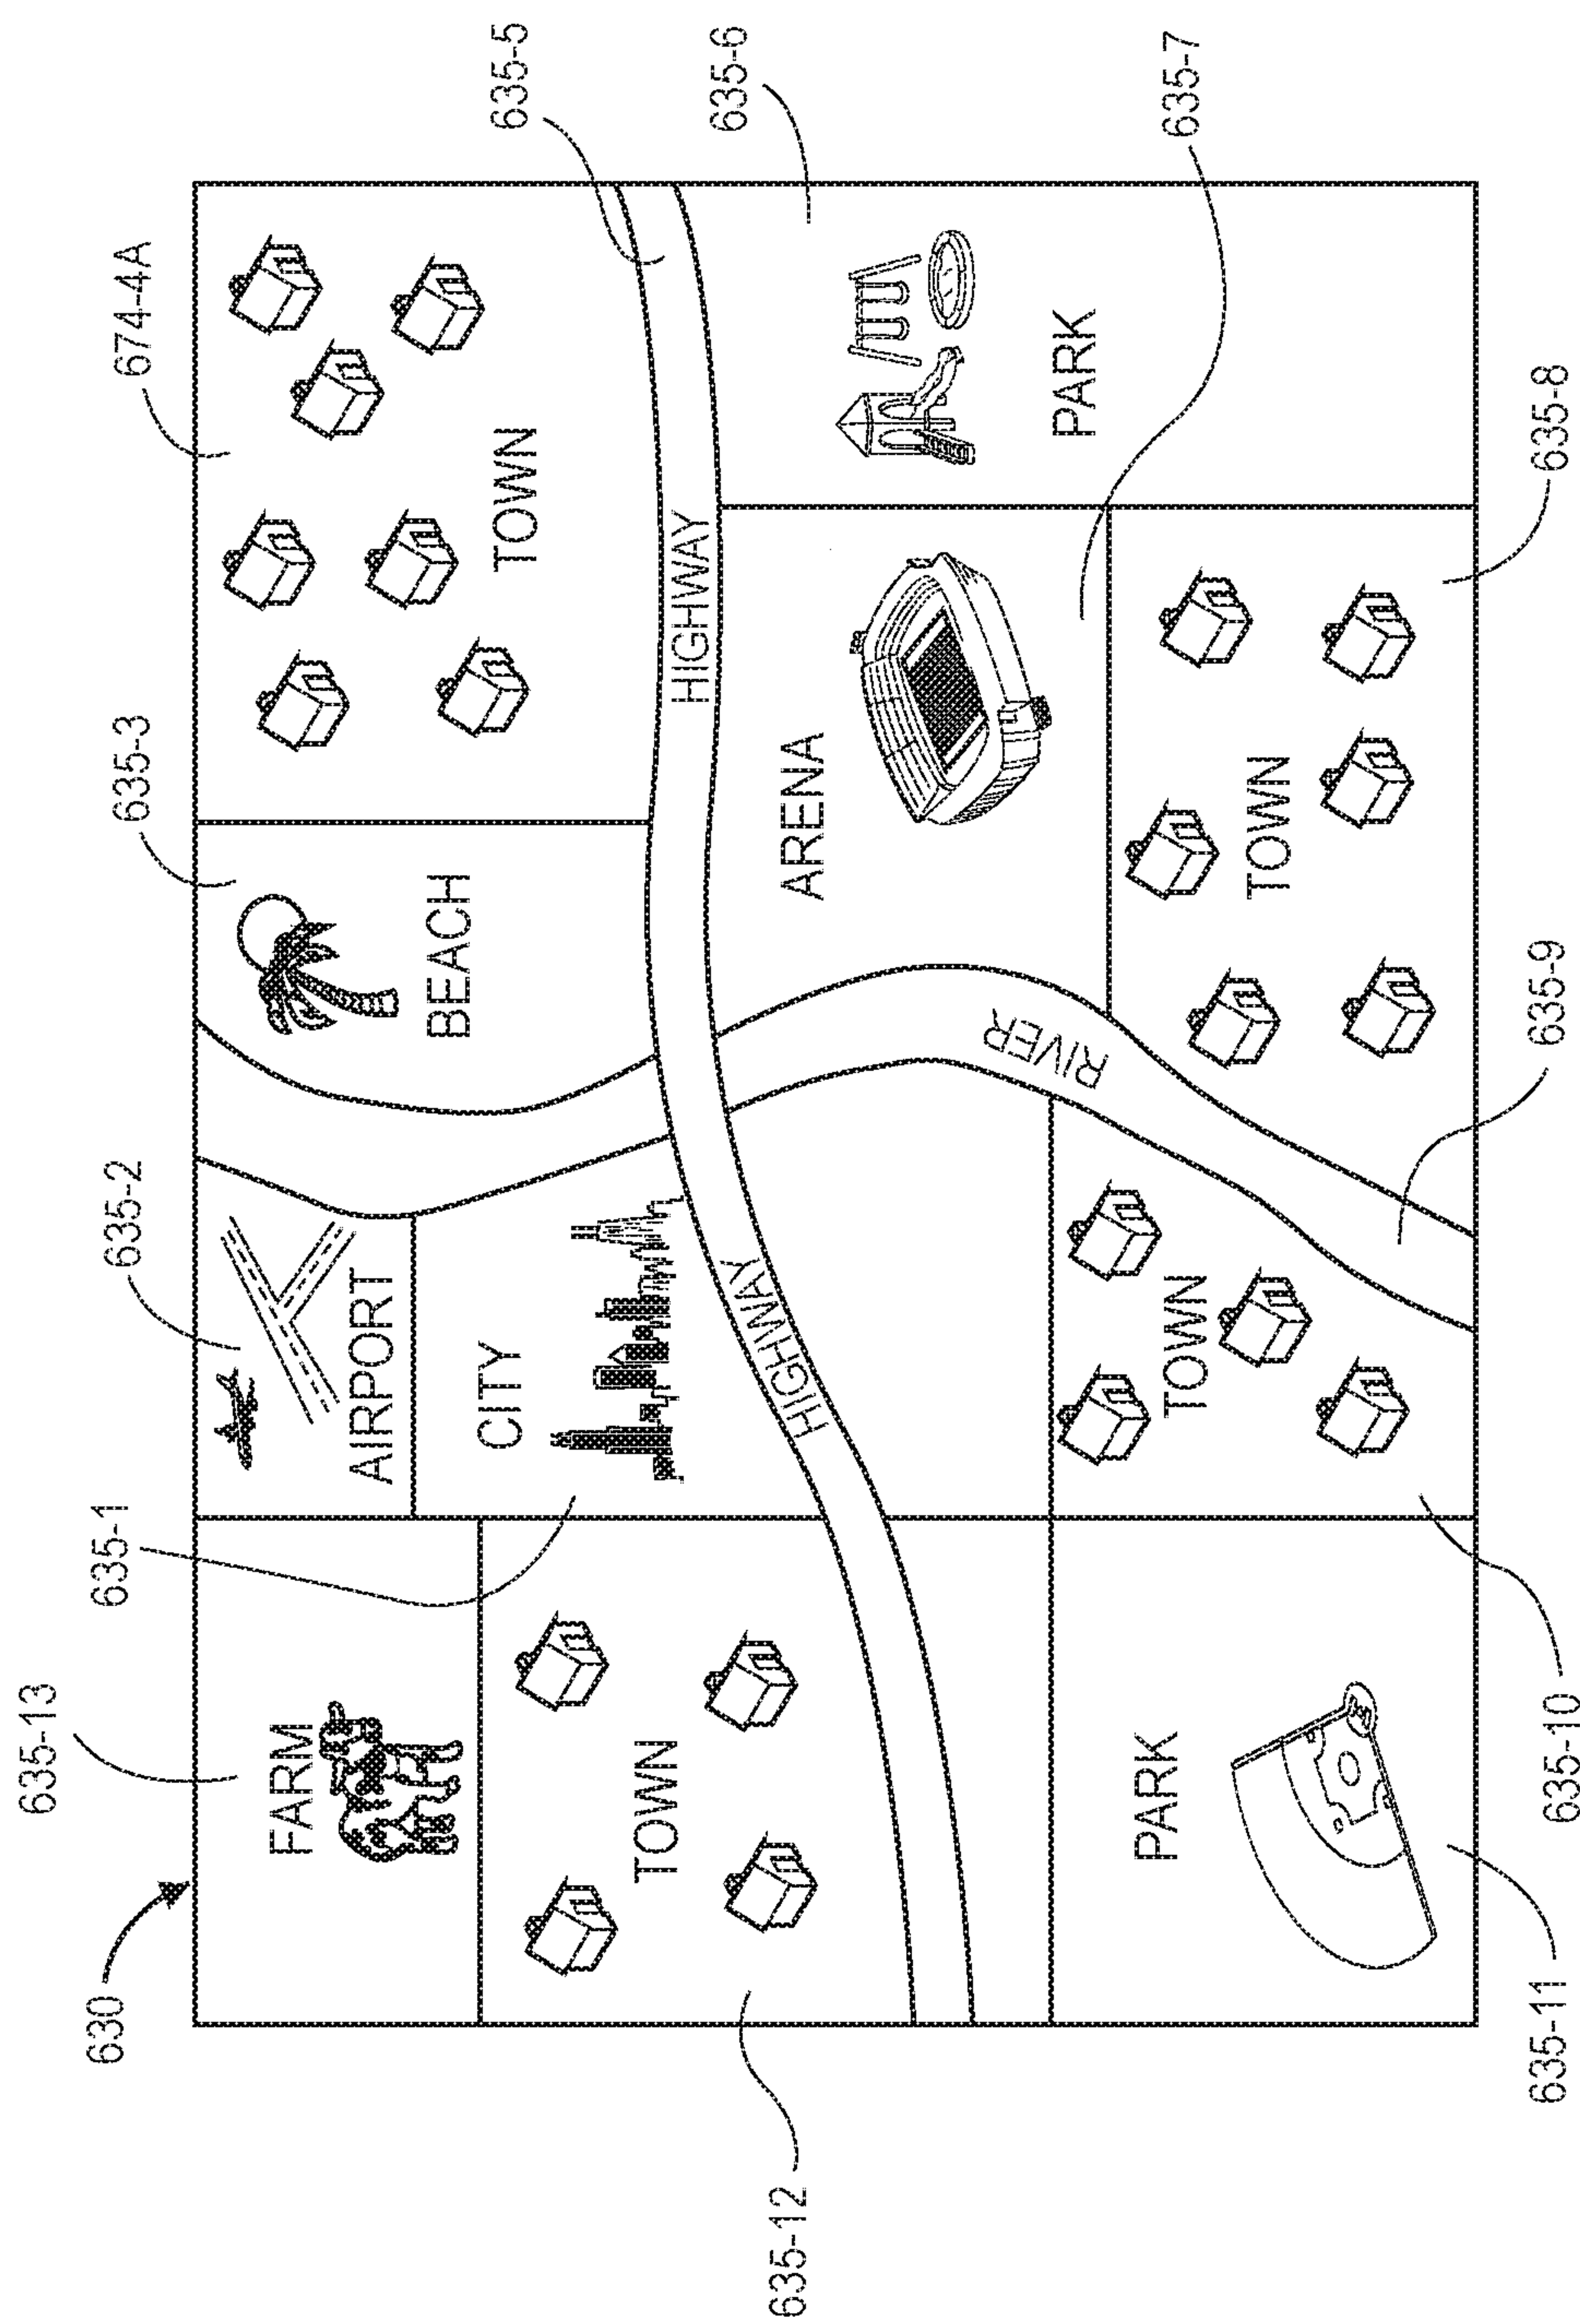 630
635-13
635-1
635-2
635-3
674-4A
FARM
AIRPORT
BEACH
CITY
TOWN
635-5
TOWN
HIGHWAY
635-6
HIGHWAY
635-12
ARENA
RIVER
PARK
PARK
TOWN
635-7
TOWN
635-11
635-10
635-9
635-8